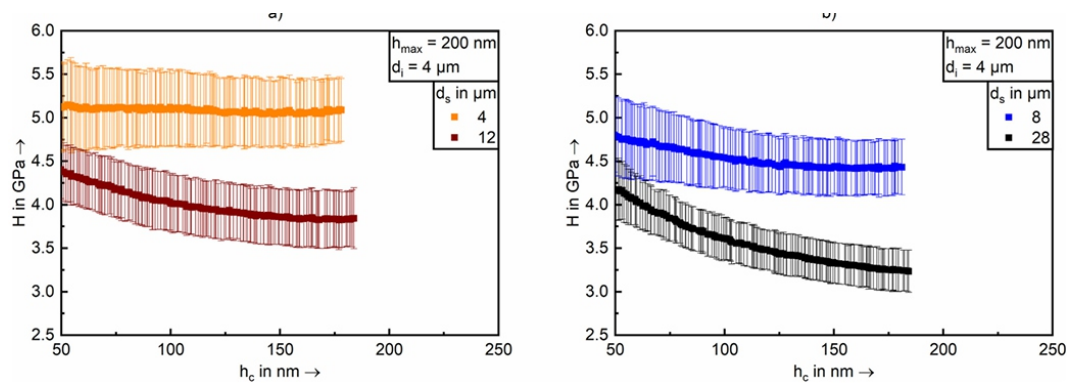 a)
6.0
5.5
5.0
4.5
4.0
3.5
3.0
2.5
H in GPa →
50
100
150
200
250
h_c in nm →
h_max = 200 nm
d_i = 4 µm
d_s in µm
4
12
b)
6.0
5.5
5.0
4.5
4.0
3.5
3.0
2.5
H in GPa →
50
100
150
200
250
h_c in nm →
h_max = 200 nm
d_i = 4 µm
d_s in µm
8
28